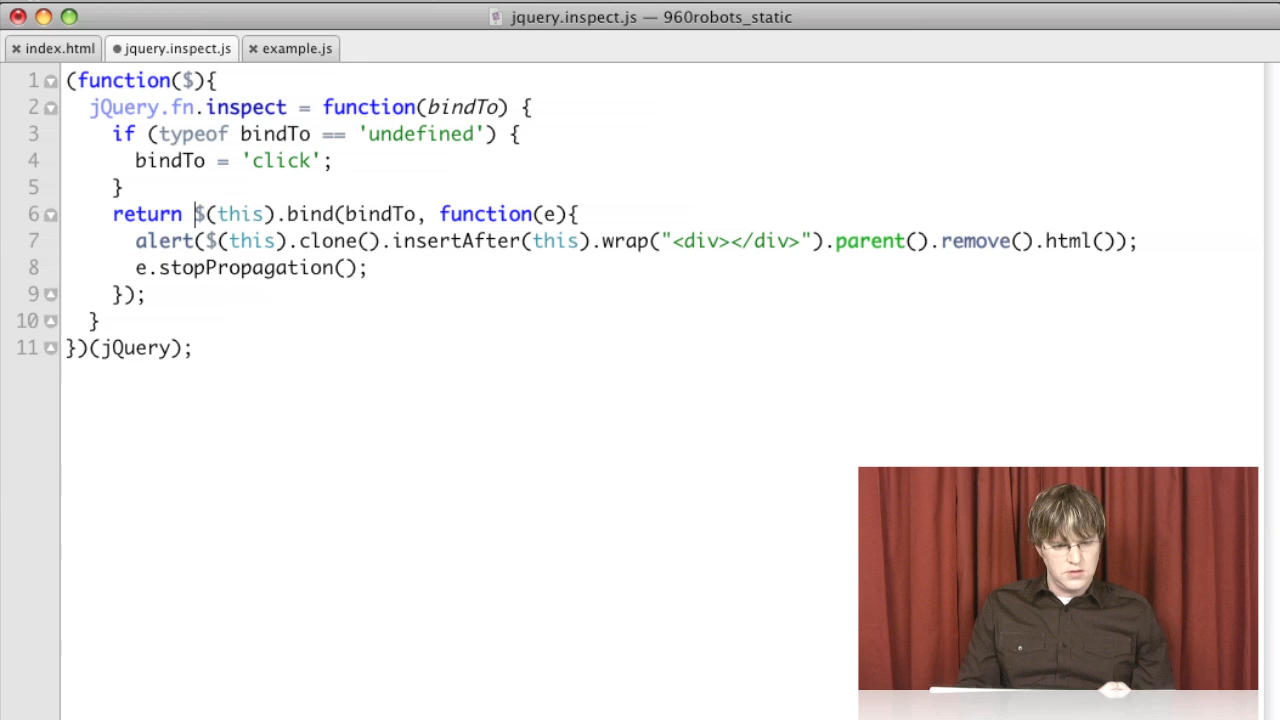 jquery.inspect.js — 960robots_static
index.html jquery.inspect.js example.js
1 (function($){
2 jQuery.fn.inspect = function(bindTo) {
3 if (typeof bindTo == 'undefined') {
4 bindTo = 'click';
5 }
6 return $(this).bind(bindTo, function(e){
7 alert($(this).clone().insertAfter(this).wrap("<div></div>").parent().remove().html());
8 e.stopPropagation();
9 });
10 }
11 })(jQuery);